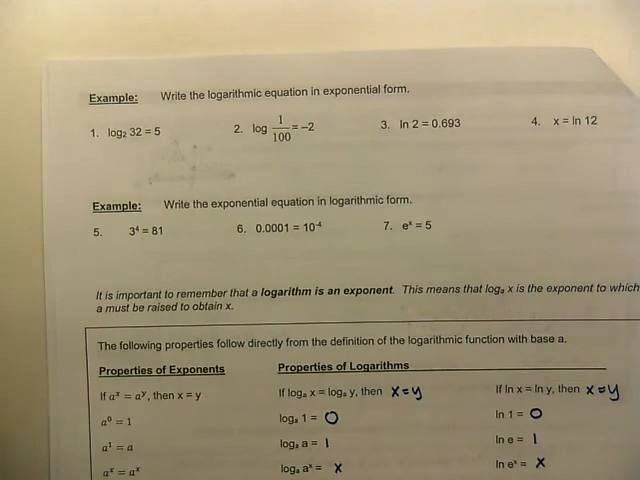 Example: Write the logarithmic equation in exponential form.
1. log₂ 32 = 5 2. log 1/100 = –2 3. ln 2 = 0.693 4. x = ln 12
Example: Write the exponential equation in logarithmic form.
5. 3⁴ = 81 6. 0.0001 = 10⁻⁴ 7. eˣ = 5
It is important to remember that a logarithm is an exponent. This means that logₐ x is the exponent to which
a must be raised to obtain x.
The following properties follow directly from the definition of the logarithmic function with base a.
Properties of Exponents Properties of Logarithms
If aˣ = aʸ, then x = y If logₐ x = logₐ y, then x = y If ln x = ln y, then x = y
a⁰ = 1 logₐ 1 = 0 ln 1 = 0
a¹ = a logₐ a = 1 ln e = 1
aˣ = aˣ logₐ aˣ = x ln eˣ = x